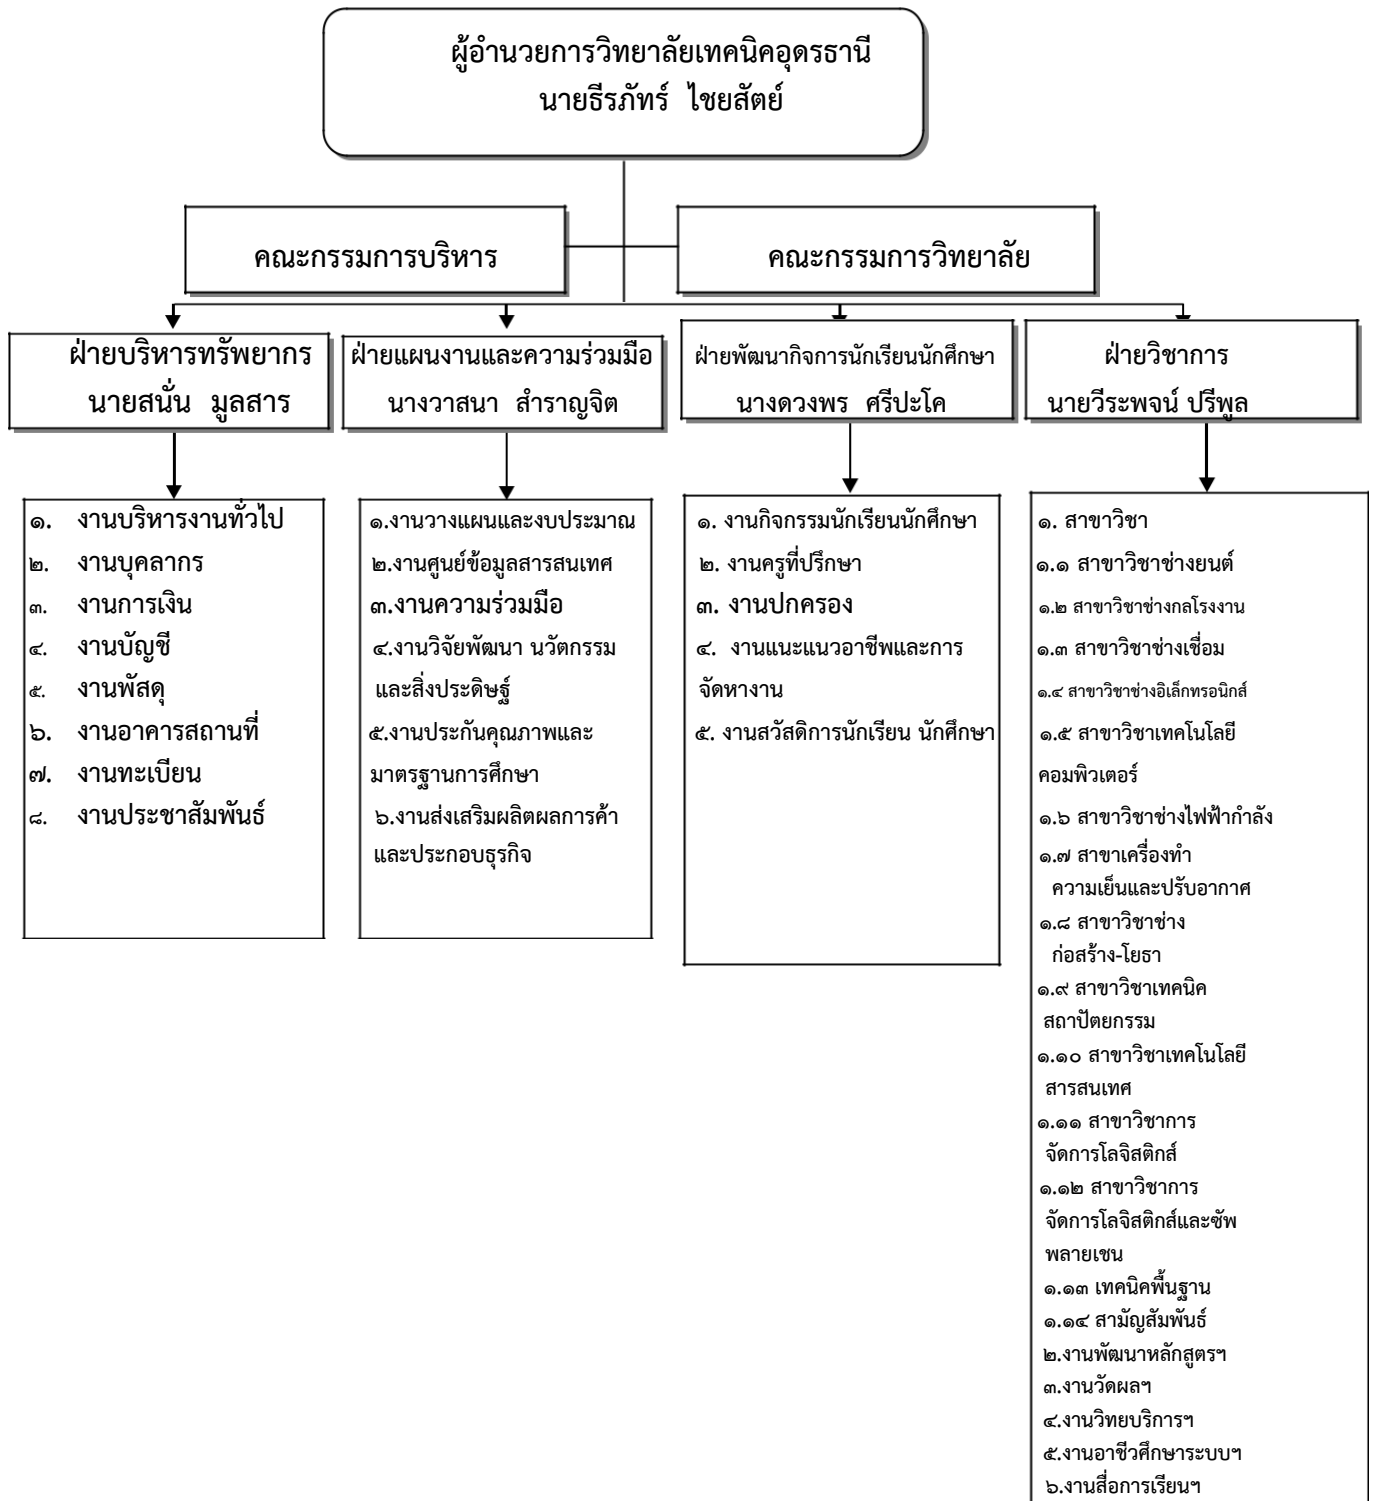 ผู้อำนวยการวิทยาลัยเทคนิคอุดรธานี
นายธีรภัทร์ ไชยสัตย์
คณะกรรมการบริหาร
คณะกรรมการวิทยาลัย
ฝ่ายบริหารทรัพยากร
นายสนั่น มูลสาร
ฝ่ายแผนงานและความร่วมมือ
นางวาสนา สำราญจิต
ฝ่ายพัฒนากิจการนักเรียนนักศึกษา
นางดวงพร ศรีปะโค
ฝ่ายวิชาการ
นายวีระพจน์ ปรีพูล
๑. งานบริหารงานทั่วไป
๒. งานบุคลากร
๓. งานการเงิน
๔. งานบัญชี
๕. งานพัสดุ
๖. งานอาคารสถานที่
๗. งานทะเบียน
๘. งานประชาสัมพันธ์
๑.งานวางแผนและงบประมาณ
๒.งานศูนย์ข้อมูลสารสนเทศ
๓.งานความร่วมมือ
๔.งานวิจัยพัฒนา นวัตกรรม
และสิ่งประดิษฐ์
๕.งานประกันคุณภาพและ
มาตรฐานการศึกษา
๖.งานส่งเสริมผลิตผลการค้า
และประกอบธุรกิจ
๑. งานกิจกรรมนักเรียนนักศึกษา
๒. งานครูที่ปรึกษา
๓. งานปกครอง
๔. งานแนะแนวอาชีพและการ
จัดหางาน
๕. งานสวัสดิการนักเรียน นักศึกษา
๑. สาขาวิชา
๑.๑ สาขาวิชาช่างยนต์
๑.๒ สาขาวิชาช่างกลโรงงาน
๑.๓ สาขาวิชาช่างเชื่อม
๑.๔ สาขาวิชาช่างอิเล็กทรอนิกส์
๑.๕ สาขาวิชาเทคโนโลยี
คอมพิวเตอร์
๑.๖ สาขาวิชาช่างไฟฟ้ากำลัง
๑.๗ สาขาเครื่องทำ
ความเย็นและปรับอากาศ
๑.๘ สาขาวิชาช่าง
ก่อสร้าง-โยธา
๑.๙ สาขาวิชาเทคนิค
สถาปัตยกรรม
๑.๑๐ สาขาวิชาเทคโนโลยี
สารสนเทศ
๑.๑๑ สาขาวิชาการ
จัดการโลจิสติกส์
๑.๑๒ สาขาวิชาการ
จัดการโลจิสติกส์และซัพ
พลายเชน
๑.๑๓ เทคนิคพื้นฐาน
๑.๑๔ สามัญสัมพันธ์
๒.งานพัฒนาหลักสูตรฯ
๓.งานวัดผลฯ
๔.งานวิทยบริการฯ
๕.งานอาชีวศึกษาระบบฯ
๖.งานสื่อการเรียนฯ